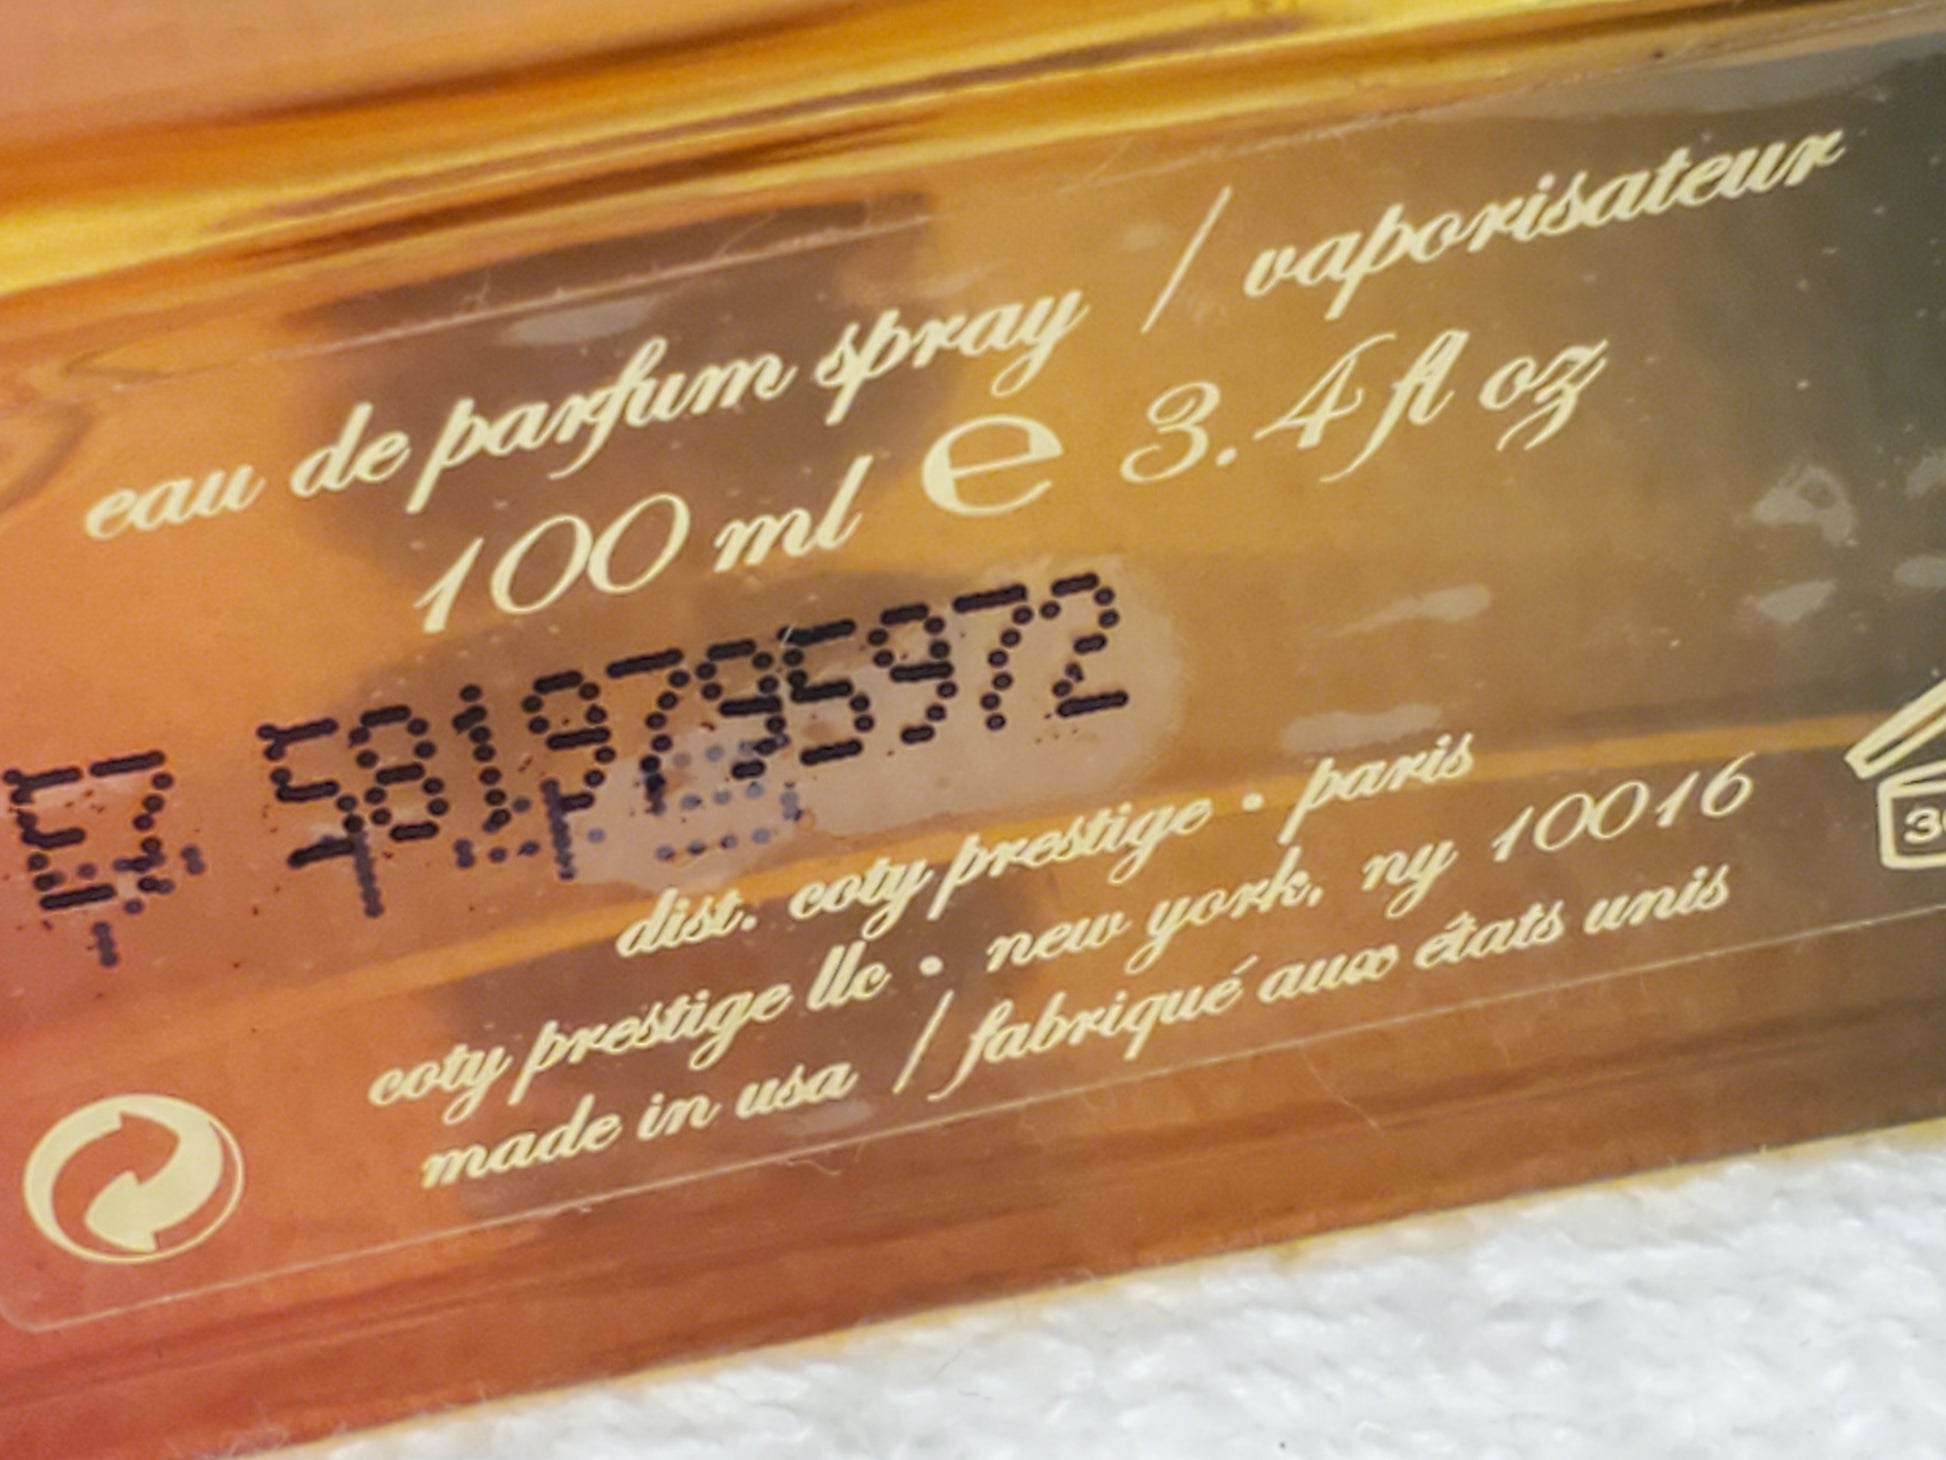 eau de parfum spray / vaporisateur
100 ml e 3.4 fl oz
5819795972
dist. coty prestige • paris
coty prestige llc • new york, ny 10016
made in usa / fabriqué aux états unis